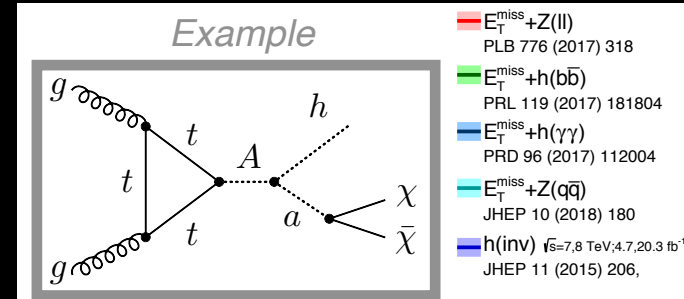 Example
g
t
t
t
g
A
h
a
χ
χ̄
E_T^miss+Z(ll)
PLB 776 (2017) 318
E_T^miss+h(bb̄)
PRL 119 (2017) 181804
E_T^miss+h(γγ)
PRD 96 (2017) 112004
E_T^miss+Z(qq̄)
JHEP 10 (2018) 180
h(inv) √s=7,8 TeV;4.7,20.3 fb⁻¹
JHEP 11 (2015) 206,